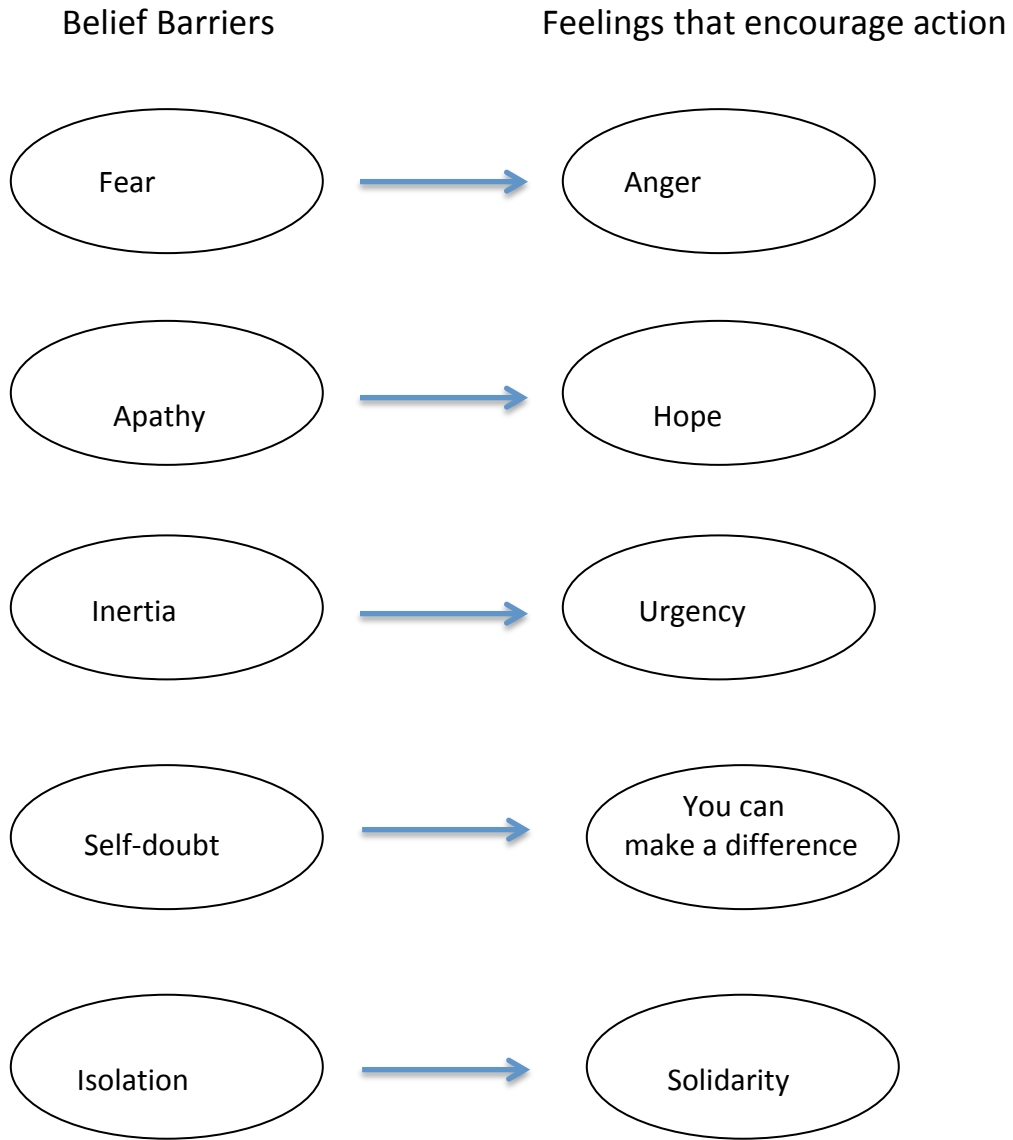 Belief Barriers
Feelings that encourage action
Fear
Anger
Apathy
Hope
Inertia
Urgency
Self-doubt
You can
make a difference
Isolation
Solidarity